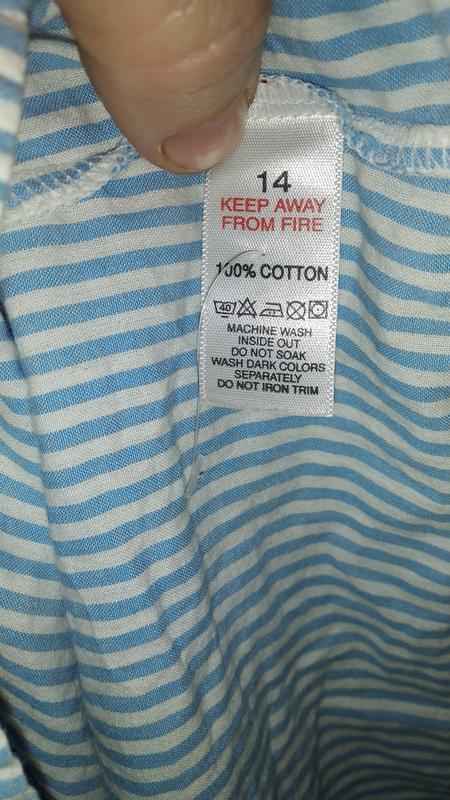 14
KEEP AWAY
FROM FIRE
100% COTTON
40
MACHINE WASH
INSIDE OUT
DO NOT SOAK
WASH DARK COLORS
SEPARATELY
DO NOT IRON TRIM